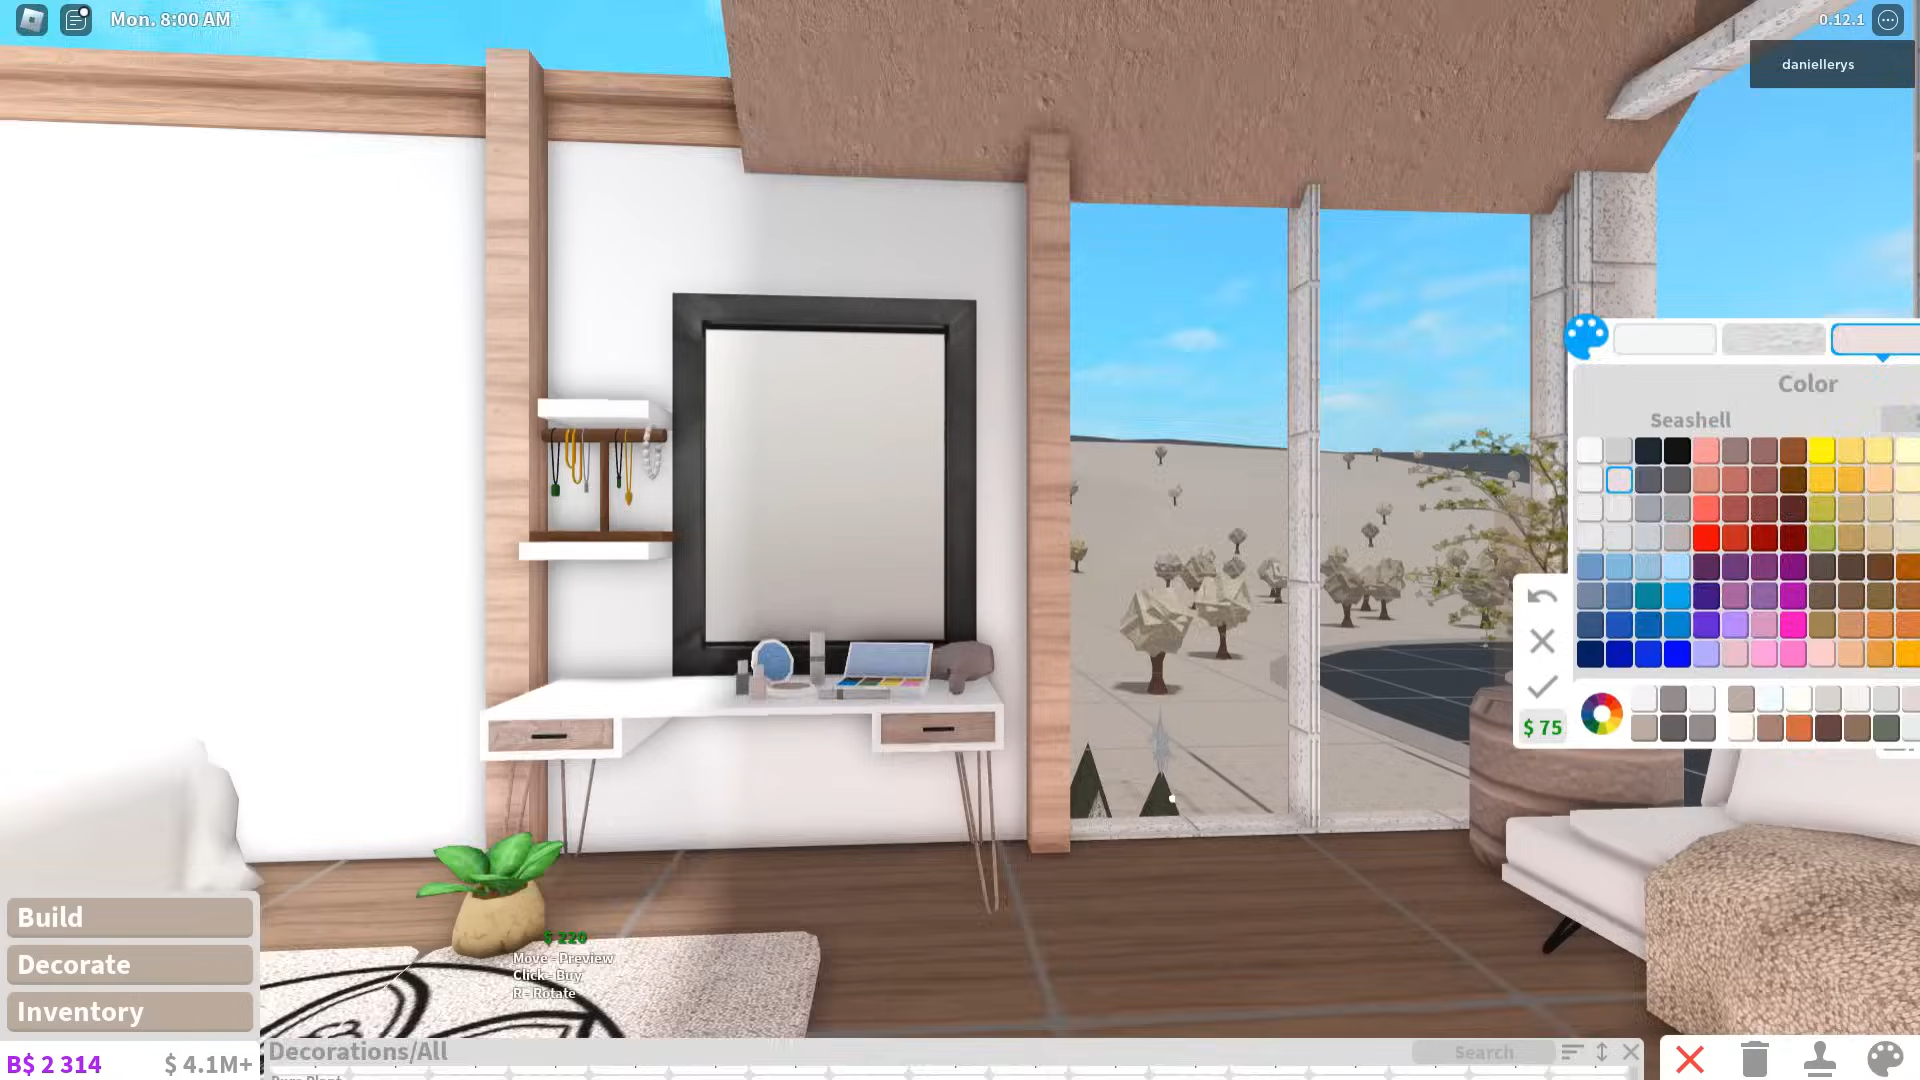 Mon. 8:00 AM
0.12.1
daniellerys
Color
Seashell
$ 75
Build
Decorate
Inventory
$ 220
Move - Preview
Click - Buy
R - Rotate
B$ 2 314
$ 4.1M+
Decorations/All
Search